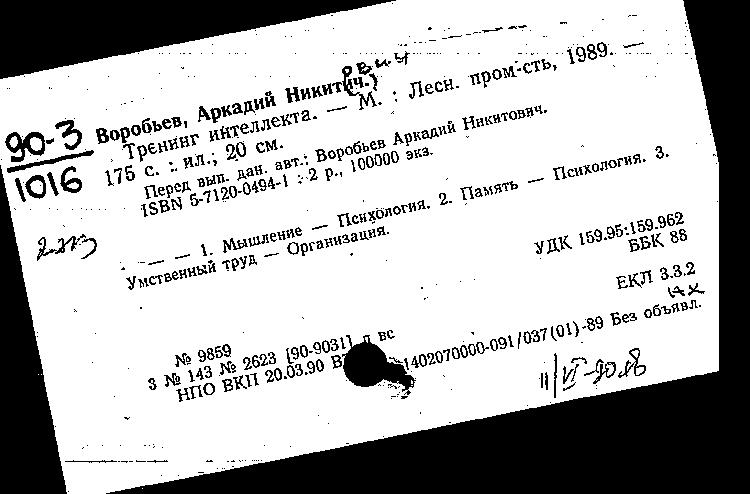 90-3
1016
Воробьев, Аркадий Никитич.)
Тренинг интеллекта. — М. : Лесн. пром-сть, 1989. —
175 с. : ил.; 20 см.
Перед вып. дан. авт.: Воробьев Аркадий Никитович.
ISBN 5-7120-0494-1 : 2 р., 100000 экз.
— — 1. Мышление — Психология. 2. Память — Психология. 3.
Умственный труд — Организация.
УДК 159.95:159.962
ББК 88
ЕКЛ 3.3.2
№ 9859
З № 143 № 2623 [90-9031] вс
НПО ВКП 20.03.90 1402070000-091/037(01)-89 Без объявл.